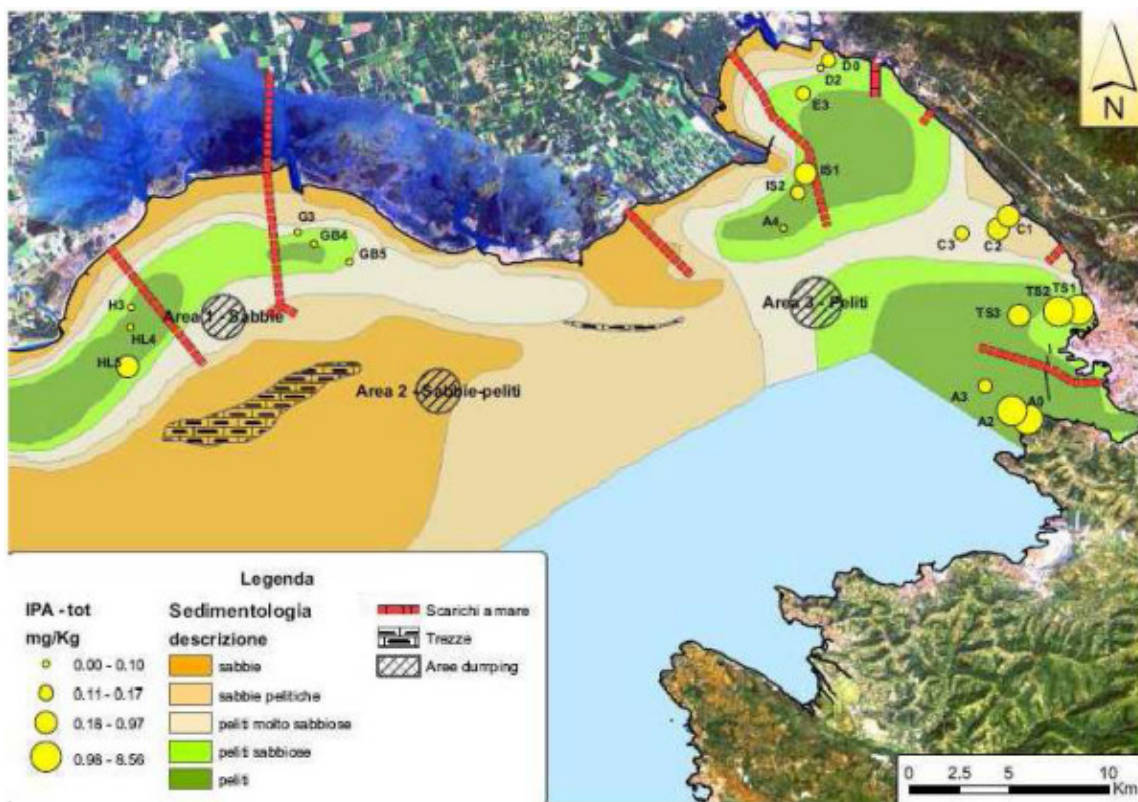 N
D0
D2
E3
IS1
IS2
A4
C1
C2
C3
G3
GB4
GB5
H3
HL4
HL5
Area 1 - Sabbie
Area 2 - Sabbie-peliti
Area 3 - Peliti
TS1
TS2
TS3
A3
A0
A2
Legenda
IPA - tot
mg/Kg
0.00 - 0.10
0.11 - 0.17
0.18 - 0.97
0.98 - 8.56
Sedimentologia
descrizione
sabbie
sabbie pelitiche
peliti molto sabbiose
peliti sabbiose
peliti
Scarichi a mare
Trezze
Aree dumping
0 2.5 5 10
Km